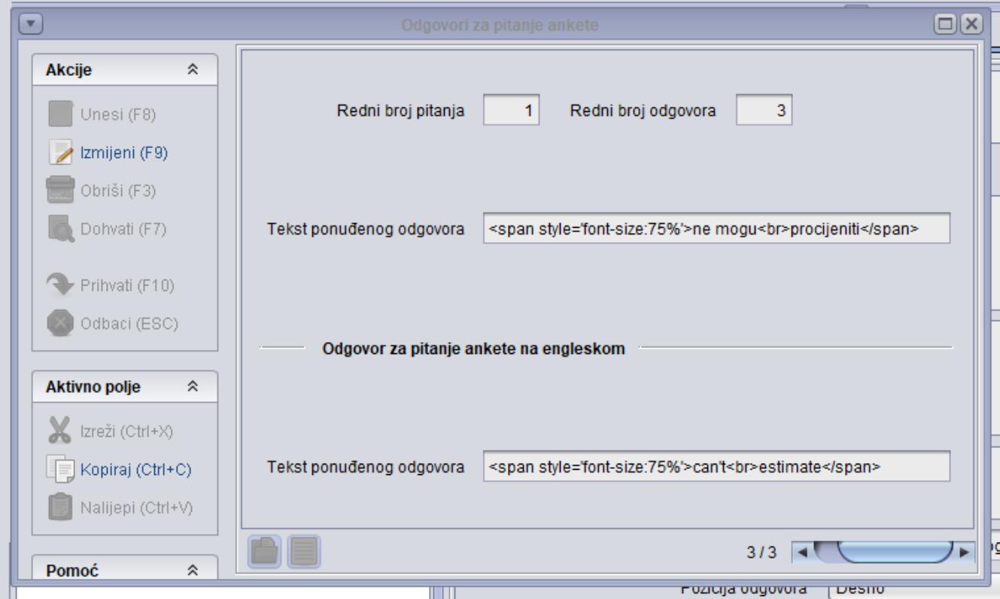 Odgovori za pitanje ankete
Akcije
Unesi (F8)
Izmijeni (F9)
Obriši (F3)
Dohvati (F7)
Prihvati (F10)
Odbaci (ESC)
Aktivno polje
Izreži (Ctrl+X)
Kopiraj (Ctrl+C)
Nalijepi (Ctrl+V)
Pomoć
Redni broj pitanja 1 Redni broj odgovora 3
Tekst ponuđenog odgovora <span style='font-size:75%'>ne mogu<br>procijeniti</span>
Odgovor za pitanje ankete na engleskom
Tekst ponuđenog odgovora <span style='font-size:75%'>can't<br>estimate</span>
3 / 3
Pozicija odgovora Desno